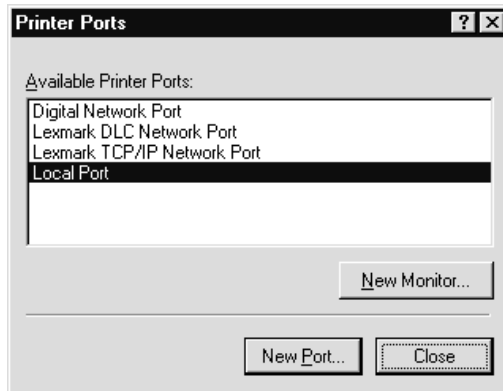 Printer Ports
Available Printer Ports:
Digital Network Port
Lexmark DLC Network Port
Lexmark TCP/IP Network Port
Local Port
New Monitor...
New Port...
Close